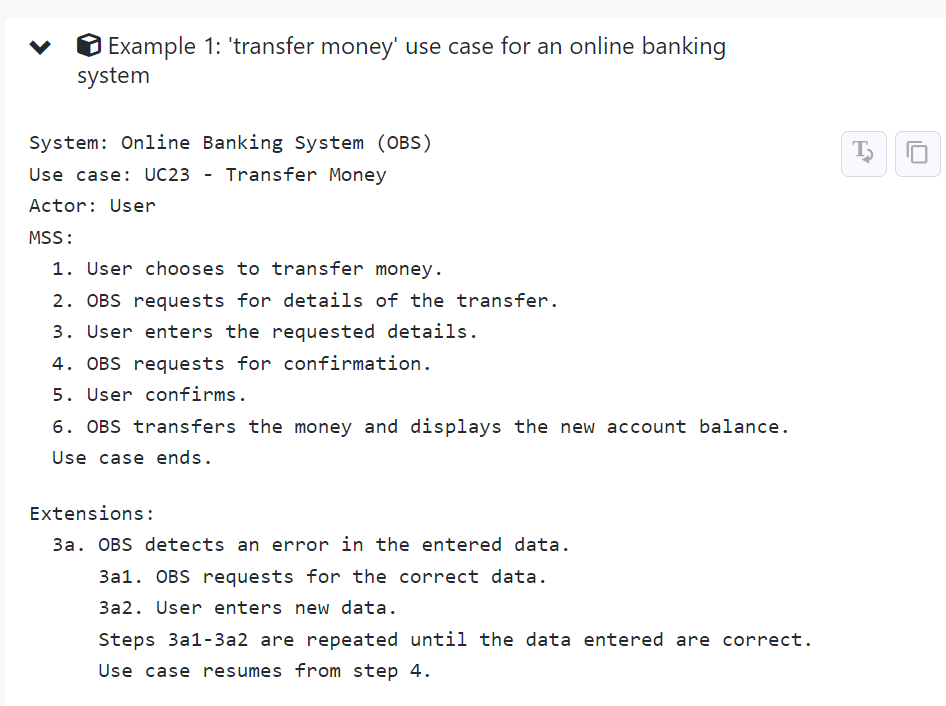 Example 1: 'transfer money' use case for an online banking
system
System: Online Banking System (OBS)
Use case: UC23 - Transfer Money
Actor: User
MSS:
1. User chooses to transfer money.
2. OBS requests for details of the transfer.
3. User enters the requested details.
4. OBS requests for confirmation.
5. User confirms.
6. OBS transfers the money and displays the new account balance.
Use case ends.
Extensions:
3a. OBS detects an error in the entered data.
3a1. OBS requests for the correct data.
3a2. User enters new data.
Steps 3a1-3a2 are repeated until the data entered are correct.
Use case resumes from step 4.